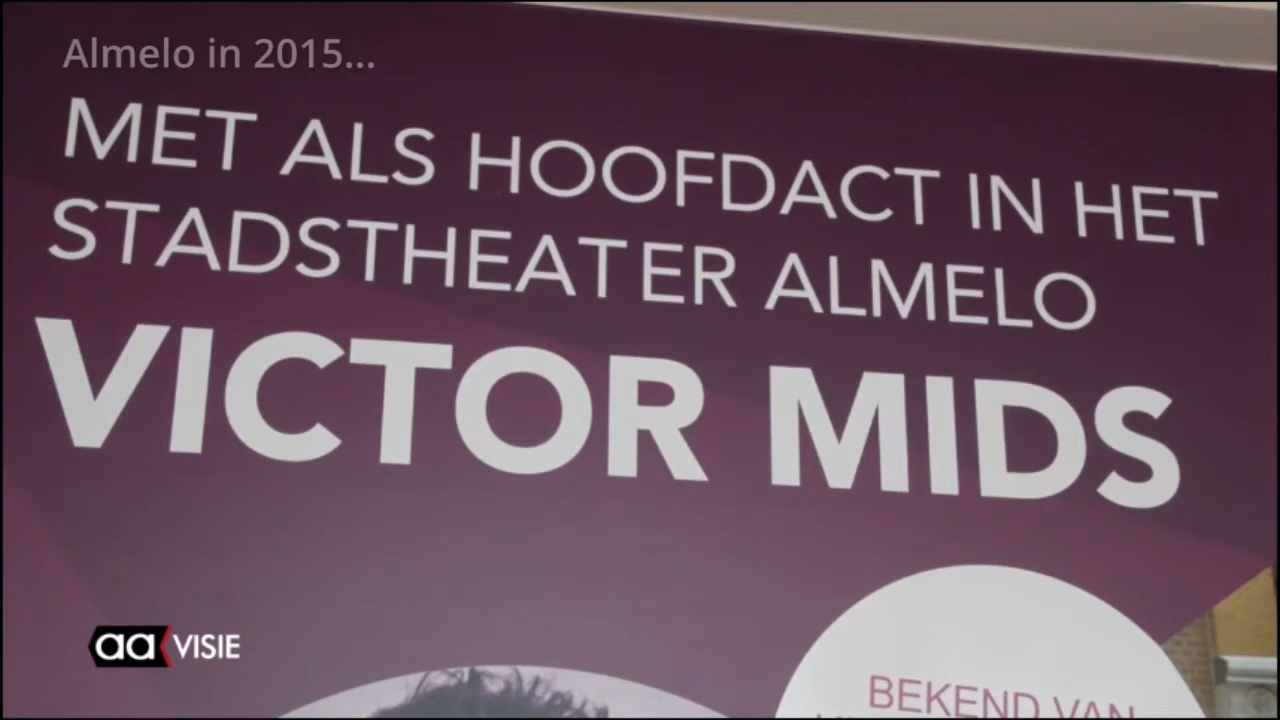 Almelo in 2015...
MET ALS HOOFDACT IN HET
STADSTHEATER ALMELO
VICTOR MIDS
aa VISIE
BEKEND VAN